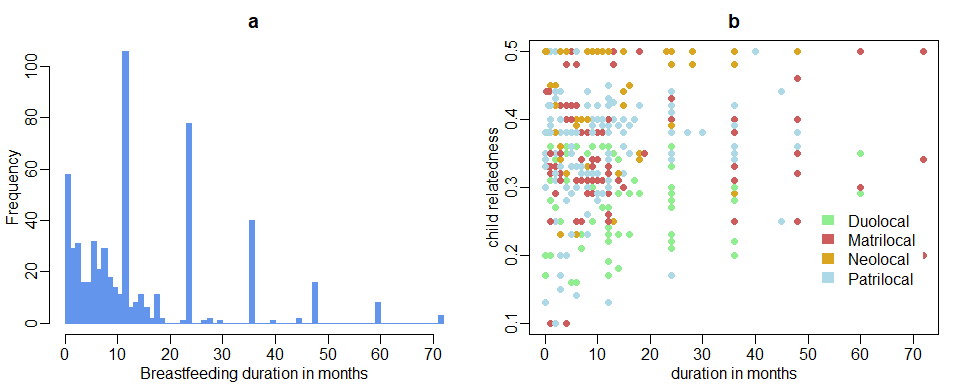 a
Frequency
0
20
40
60
80
100
0 10 20 30 40 50 60 70
Breastfeeding duration in months
b
child relatedness
0.1
0.2
0.3
0.4
0.5
Duolocal
Matrilocal
Neolocal
Patrilocal
0 10 20 30 40 50 60 70
duration in months